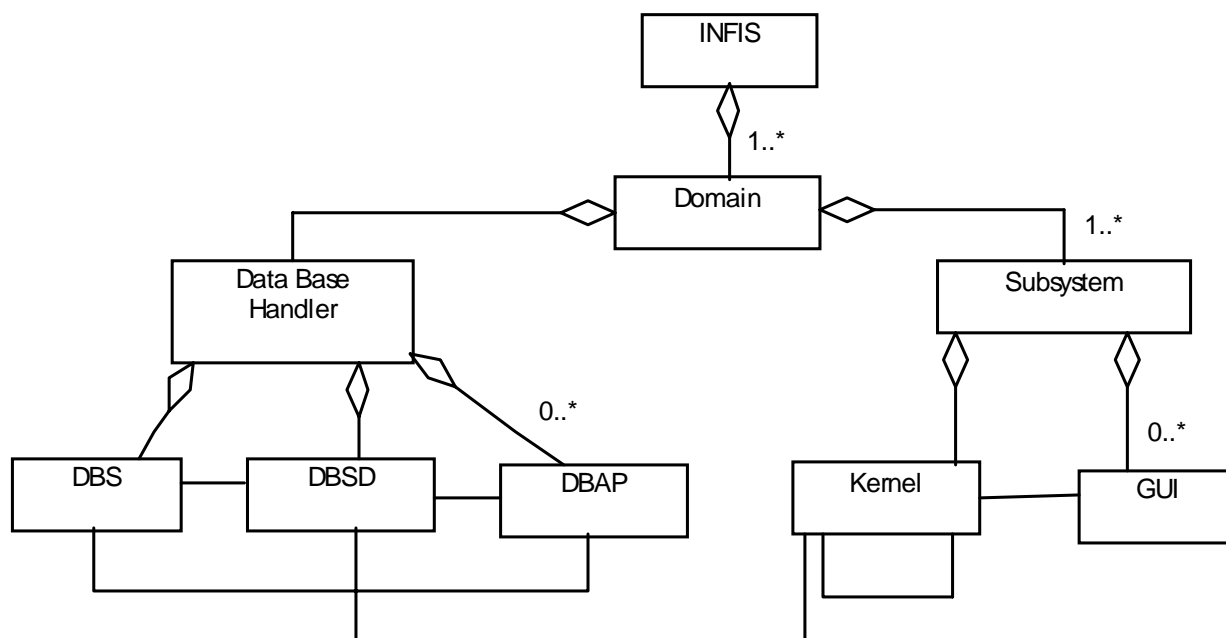 INFIS
1..*
Domain
1..*
Data Base
Handler
Subsystem
0..*
0..*
DBS
DBSD
DBAP
Kernel
GUI